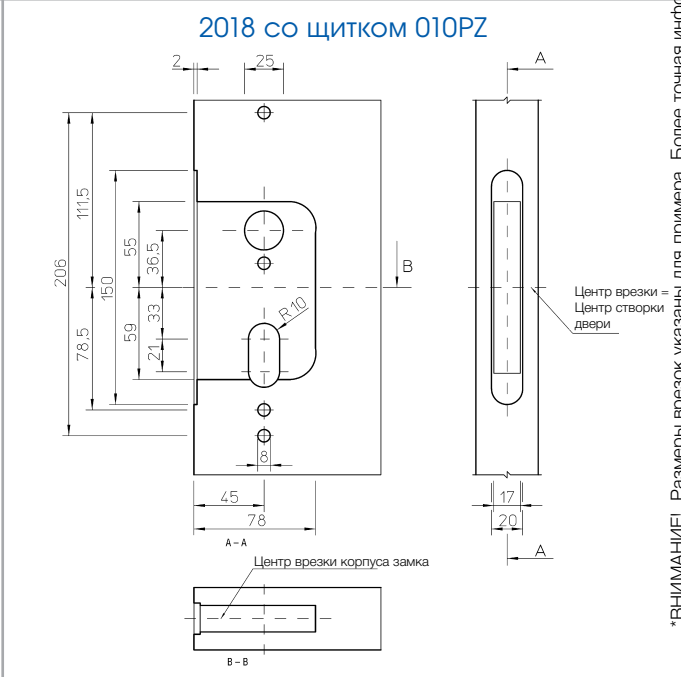 2018 со щитком 010PZ
2
25
A
111,5
55
36,5
B
206
150
R10
33
59
78,5
21
Центр врезки =
Центр створки
двери
8
45
17
78
20
A-A
A
Центр врезки корпуса замка
B-B
*ВНИМАНИЕ! Размеры врезок указаны для примера. Более точная